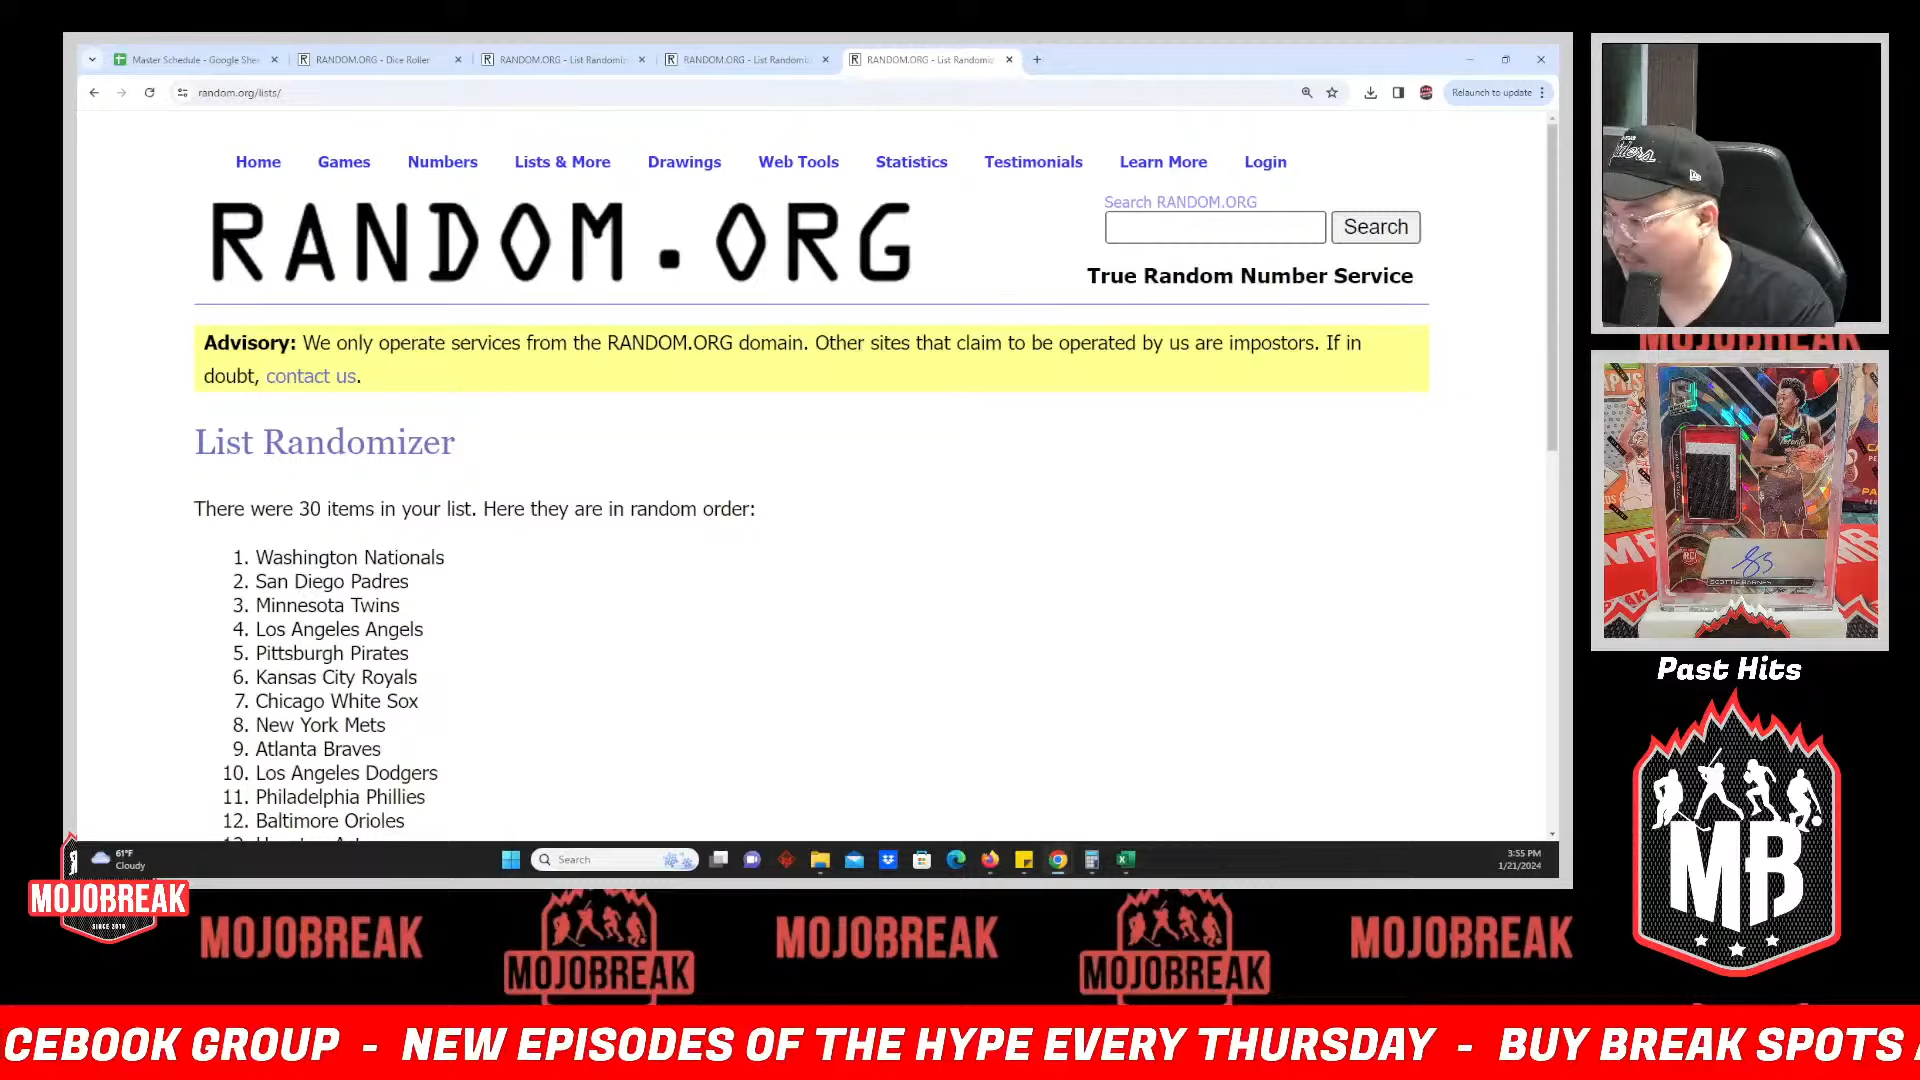 Master Schedule - Google She
RANDOM.ORG - Dice Roller
RANDOM.ORG - List Randomiz
RANDOM.ORG - List Randomiz
RANDOM.ORG - List Randomiz
random.org/lists/
Relaunch to update
Home Games Numbers Lists & More Drawings Web Tools Statistics Testimonials Learn More Login
RANDOM.ORG
Search RANDOM.ORG
Search
True Random Number Service
Advisory: We only operate services from the RANDOM.ORG domain. Other sites that claim to be operated by us are impostors. If in
doubt, contact us.
List Randomizer
There were 30 items in your list. Here they are in random order:
1. Washington Nationals
2. San Diego Padres
3. Minnesota Twins
4. Los Angeles Angels
5. Pittsburgh Pirates
6. Kansas City Royals
7. Chicago White Sox
8. New York Mets
9. Atlanta Braves
10. Los Angeles Dodgers
11. Philadelphia Phillies
12. Baltimore Orioles
61°F
Cloudy
Search
3:55 PM
1/21/2024
SCOTTIE BARNES
Past Hits
MB
MOJOBREAK
SINCE 2010
MOJOBREAK
MOJOBREAK
MOJOBREAK
MOJOBREAK
MOJOBREAK
CEBOOK GROUP - NEW EPISODES OF THE HYPE EVERY THURSDAY - BUY BREAK SPOTS